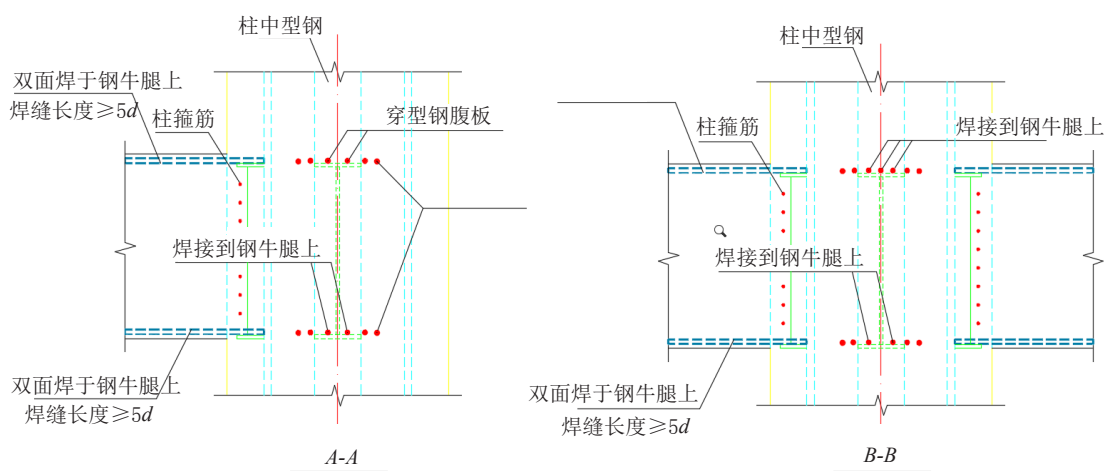 柱中型钢
双面焊于钢牛腿上
焊缝长度≥5d
柱箍筋
穿型钢腹板
焊接到钢牛腿上
双面焊于钢牛腿上
焊缝长度≥5d
A-A
柱中型钢
柱箍筋
焊接到钢牛腿上
焊接到钢牛腿上
双面焊于钢牛腿上
焊缝长度≥5d
B-B